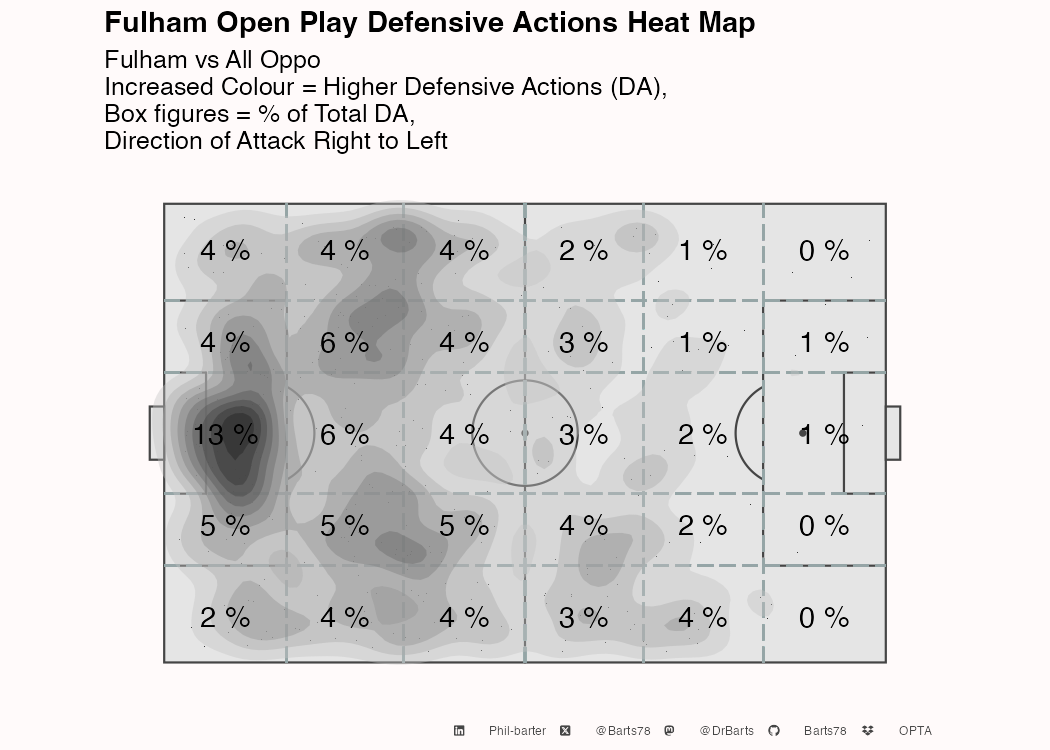 Fulham Open Play Defensive Actions Heat Map
Fulham vs All Oppo
Increased Colour = Higher Defensive Actions (DA),
Box figures = % of Total DA,
Direction of Attack Right to Left
4 % 4 % 4 % 2 % 1 % 0 %
4 % 6 % 4 % 3 % 1 % 1 %
13 % 6 % 4 % 3 % 2 % 1 %
5 % 5 % 5 % 4 % 2 % 0 %
2 % 4 % 4 % 3 % 4 % 0 %
Phil-barter @Barts78 @DrBarts Barts78 OPTA